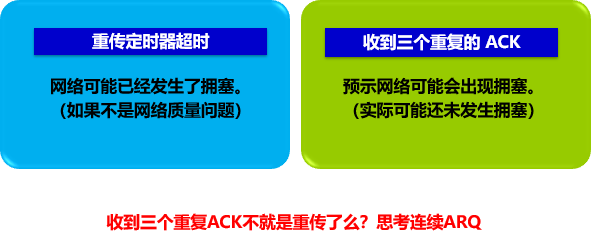 重传定时器超时
网络可能已经发生了拥塞。
（如果不是网络质量问题）
收到三个重复的 ACK
预示网络可能会出现拥塞。
（实际可能还未发生拥塞）
收到三个重复ACK不就是重传了么？思考连续ARQ